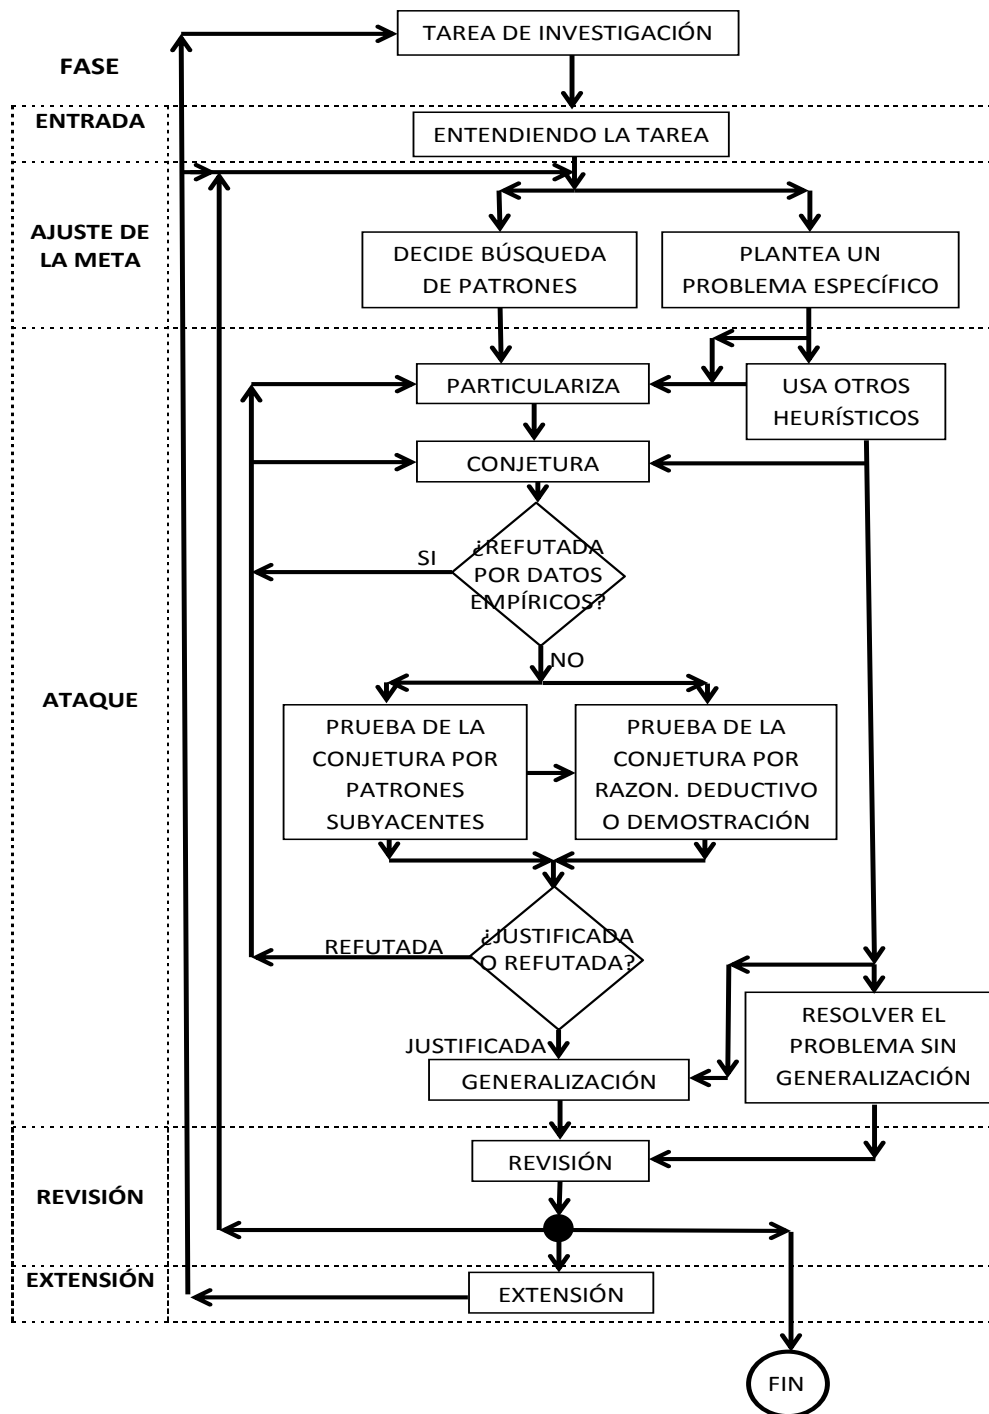 TAREA DE INVESTIGACIÓN
FASE
ENTRADA
ENTENDIENDO LA TAREA
AJUSTE DE
LA META
DECIDE BÚSQUEDA
DE PATRONES
PLANTEA UN
PROBLEMA ESPECÍFICO
PARTICULARIZA
USA OTROS
HEURÍSTICOS
CONJETURA
¿REFUTADA
POR DATOS
EMPÍRICOS?
SI
NO
ATAQUE
PRUEBA DE LA
CONJETURA POR
PATRONES
SUBYACENTES
PRUEBA DE LA
CONJETURA POR
RAZON. DEDUCTIVO
O DEMOSTRACIÓN
¿JUSTIFICADA
O REFUTADA?
REFUTADA
JUSTIFICADA
GENERALIZACIÓN
RESOLVER EL
PROBLEMA SIN
GENERALIZACIÓN
REVISIÓN
REVISIÓN
EXTENSIÓN
EXTENSIÓN
FIN